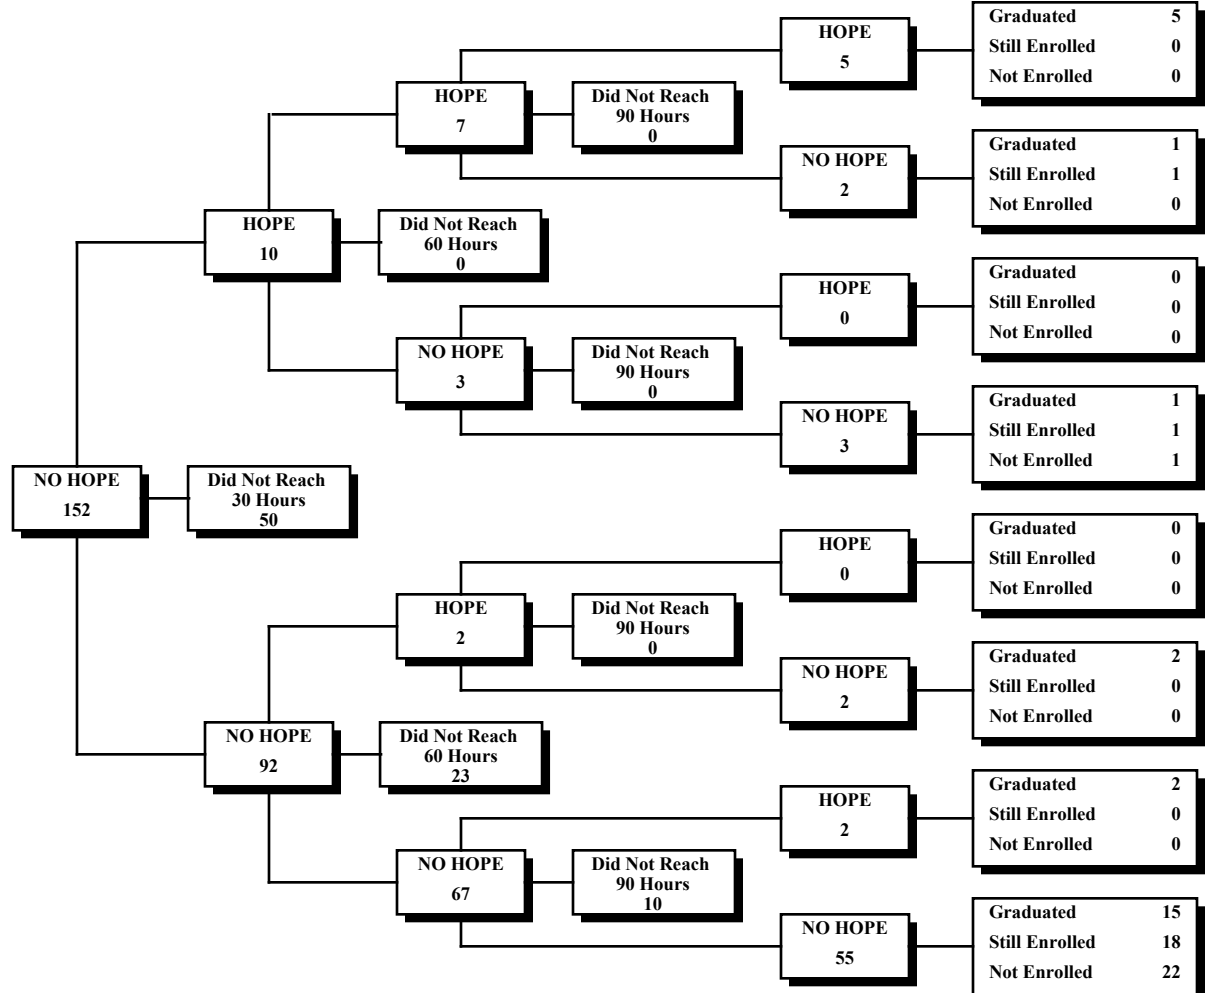 HOPE
5
Graduated 5
Still Enrolled 0
Not Enrolled 0
HOPE
7
Did Not Reach
90 Hours
0
NO HOPE
2
Graduated 1
Still Enrolled 1
Not Enrolled 0
HOPE
10
Did Not Reach
60 Hours
0
HOPE
0
Graduated 0
Still Enrolled 0
Not Enrolled 0
NO HOPE
3
Did Not Reach
90 Hours
0
NO HOPE
3
Graduated 1
Still Enrolled 1
Not Enrolled 1
NO HOPE
152
Did Not Reach
30 Hours
50
HOPE
0
Graduated 0
Still Enrolled 0
Not Enrolled 0
HOPE
2
Did Not Reach
90 Hours
0
NO HOPE
2
Graduated 2
Still Enrolled 0
Not Enrolled 0
NO HOPE
92
Did Not Reach
60 Hours
23
HOPE
2
Graduated 2
Still Enrolled 0
Not Enrolled 0
NO HOPE
67
Did Not Reach
90 Hours
10
NO HOPE
55
Graduated 15
Still Enrolled 18
Not Enrolled 22